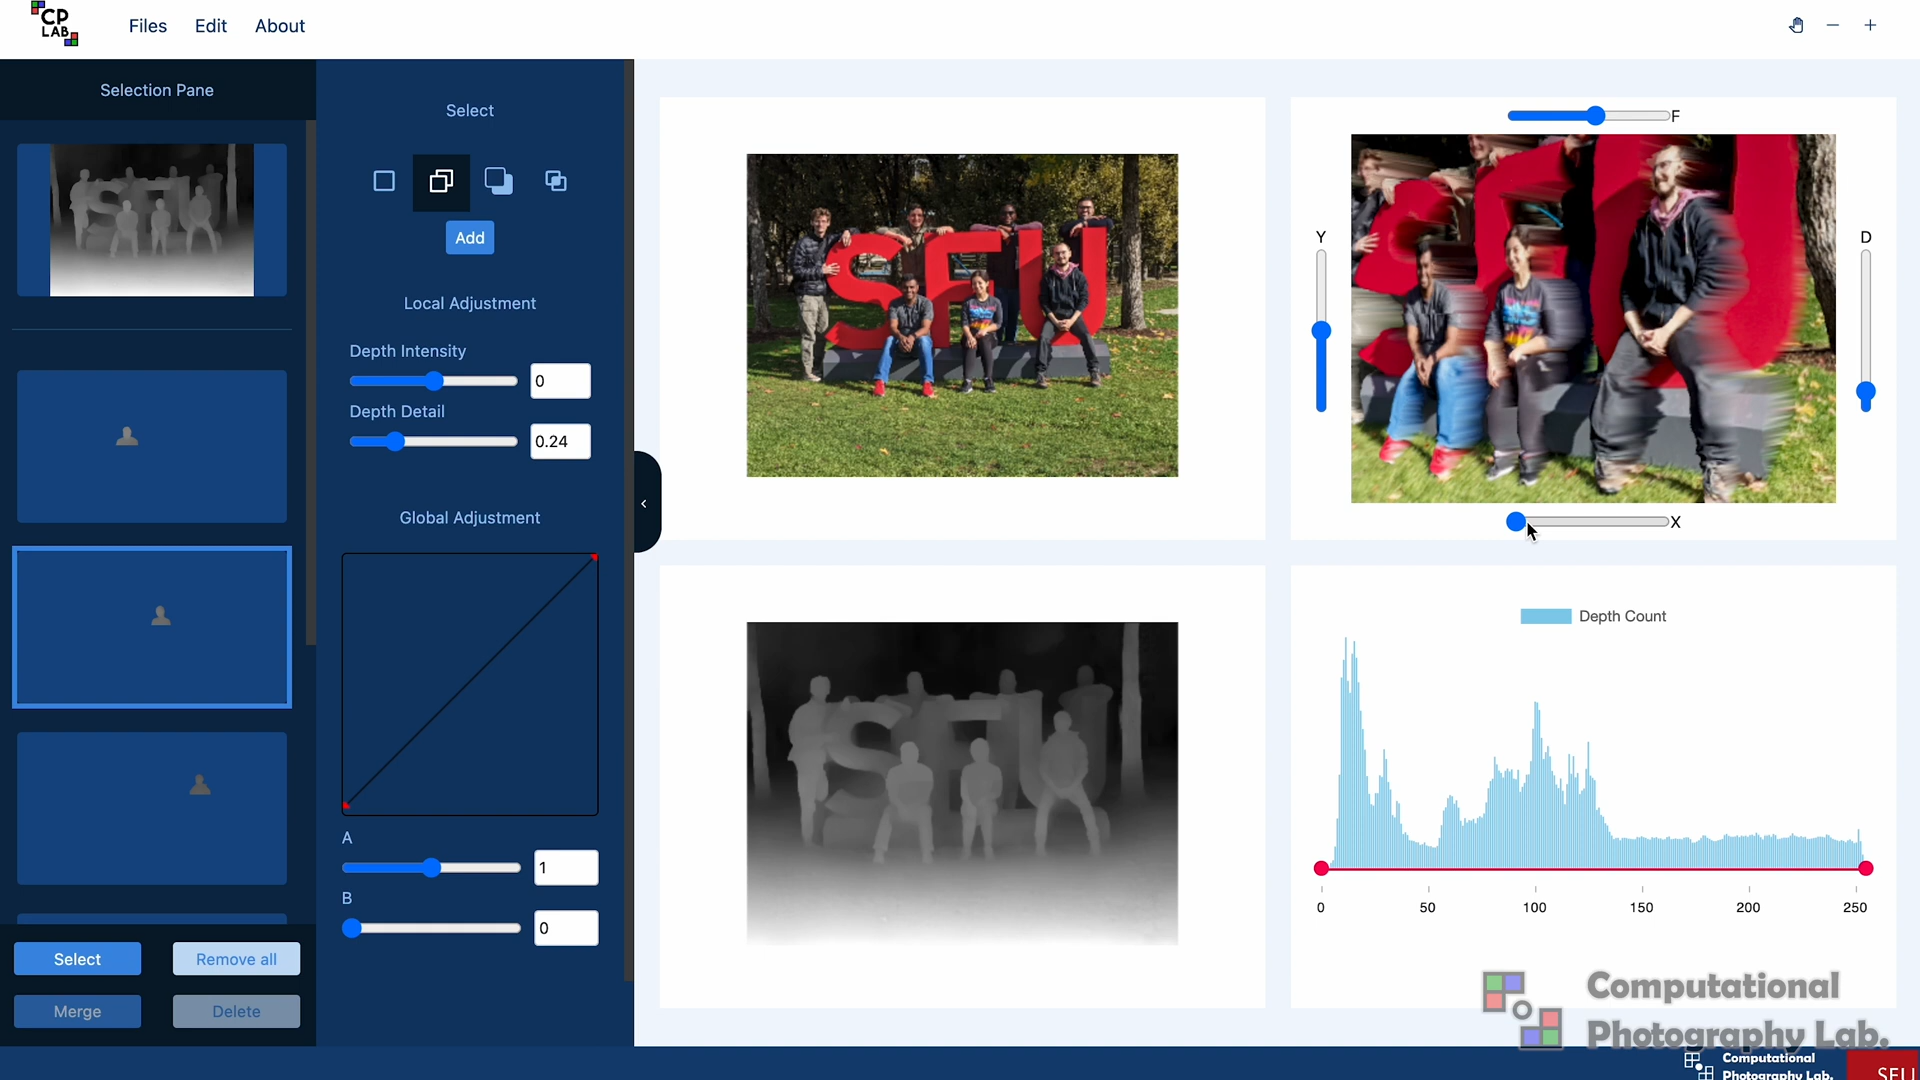 CP
LAB
Files
Edit
About
Selection Pane
Select
Add
Local Adjustment
Depth Intensity
0
Depth Detail
0.24
Global Adjustment
A
1
B
0
Select
Remove all
Merge
Delete
SFU
F
Y
D
X
Depth Count
0
50
100
150
200
250
Computational
Photography Lab.
Computational
Photography Lab.
SFU